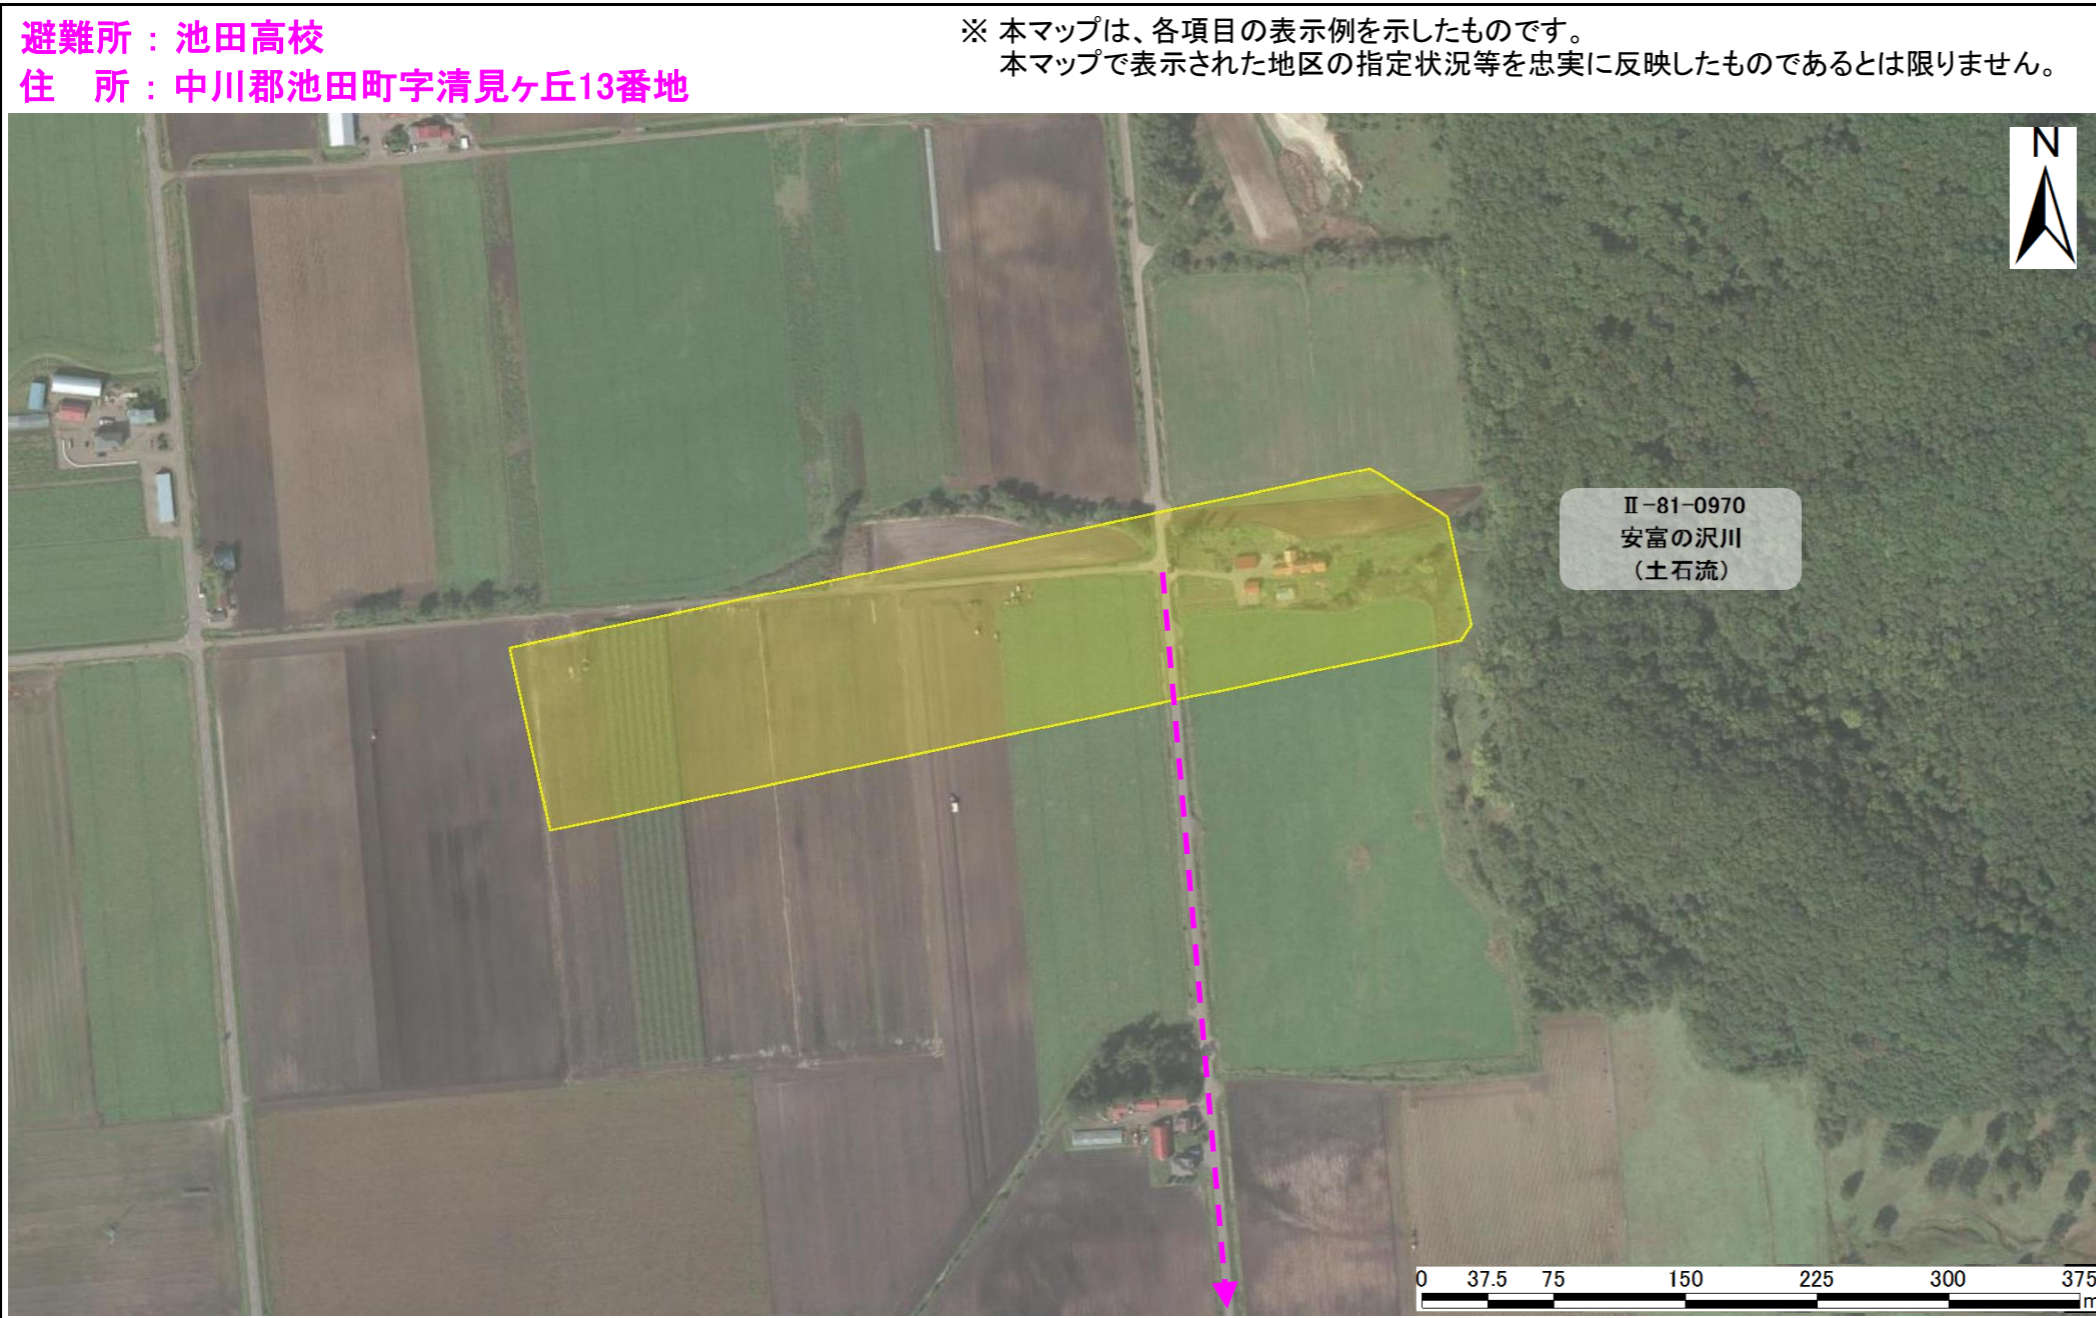 避難所：池田高校
住　所：中川郡池田町字清見ヶ丘13番地
※ 本マップは、各項目の表示例を示したものです。
本マップで表示された地区の指定状況等を忠実に反映したものであるとは限りません。
N
Ⅱ-81-0970
安富の沢川
（土石流）
0 37.5 75 150 225 300 375
m